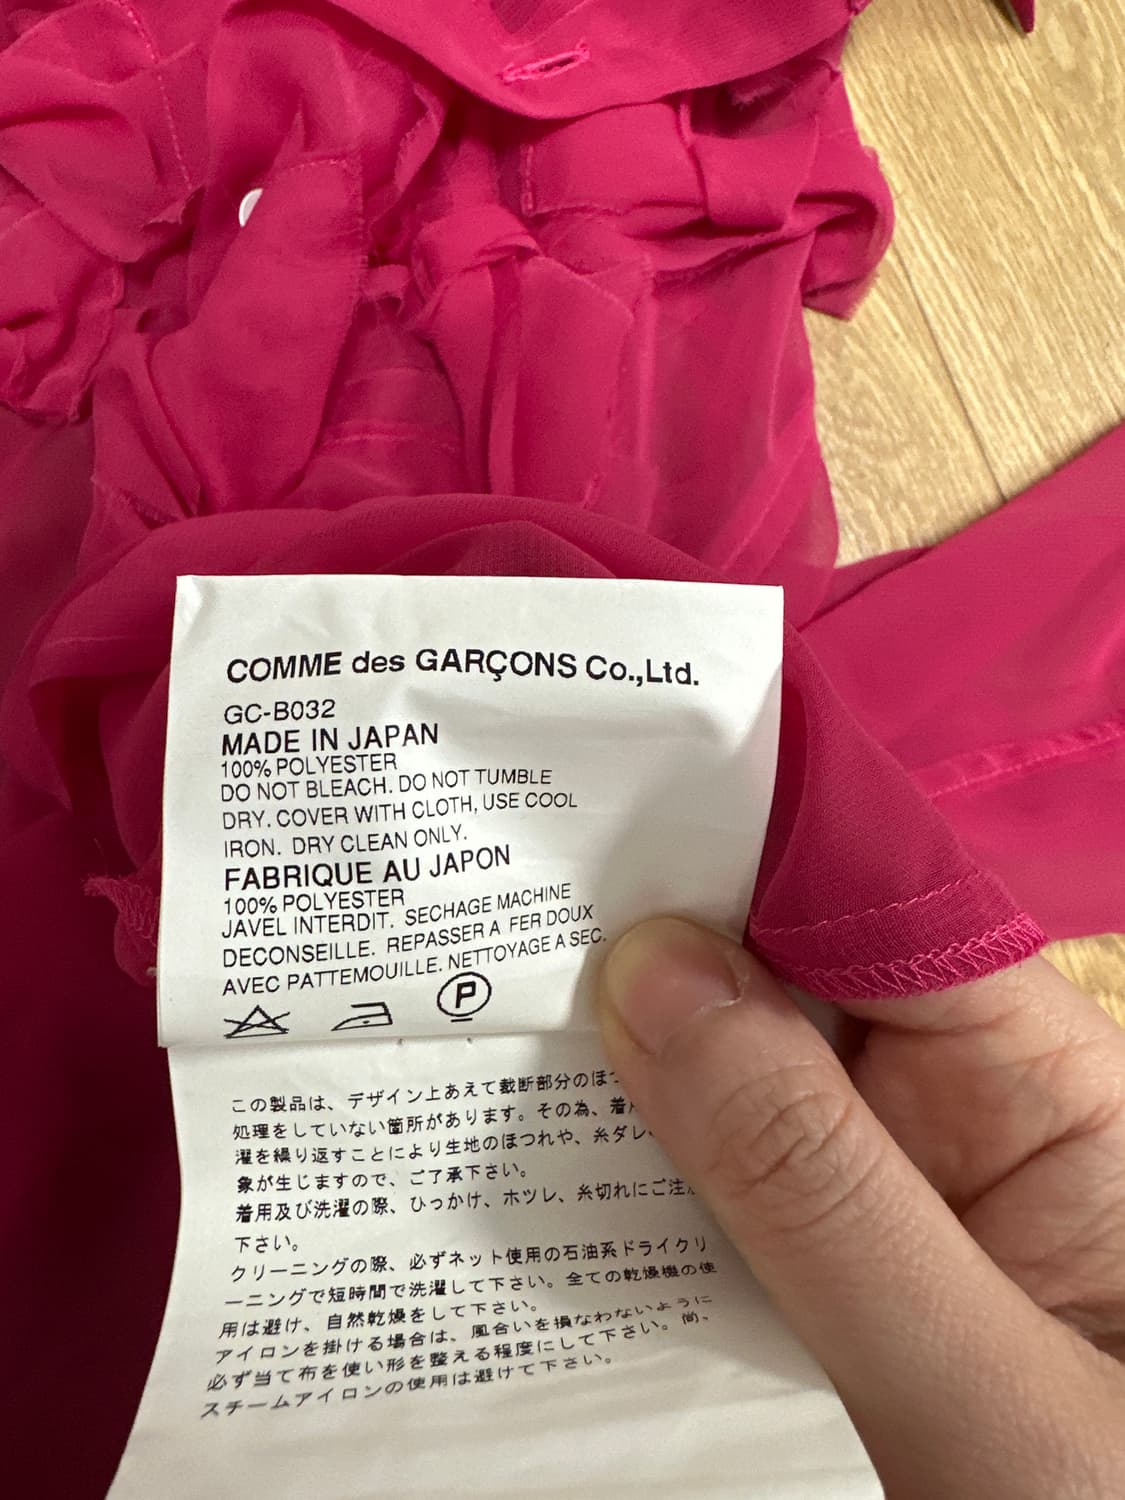 COMME des GARÇONS Co.,Ltd.
GC-B032
MADE IN JAPAN
100% POLYESTER
DO NOT BLEACH. DO NOT TUMBLE
DRY. COVER WITH CLOTH, USE COOL
IRON. DRY CLEAN ONLY.
FABRIQUE AU JAPON
100% POLYESTER
JAVEL INTERDIT. SECHAGE MACHINE
DECONSEILLE. REPASSER A FER DOUX
AVEC PATTEMOUILLE. NETTOYAGE A SEC.
P
この製品は、デザイン上あえて裁断部分のほつ
処理をしていない箇所があります。その為、着
濯を繰り返すことにより生地のほつれや、糸ダレ
象が生じますので、ご了承下さい。
着用及び洗濯の際、ひっかけ、ホツレ、糸切れにご注
下さい。
クリーニングの際、必ずネット使用の石油系ドライクリ
ーニングで短時間で洗濯して下さい。全ての乾燥機の使
用は避け、自然乾燥をして下さい。
アイロンを掛ける場合は、風合いを損なわないように
必ず当て布を使い形を整える程度にして下さい。尚、
スチームアイロンの使用は避けて下さい。